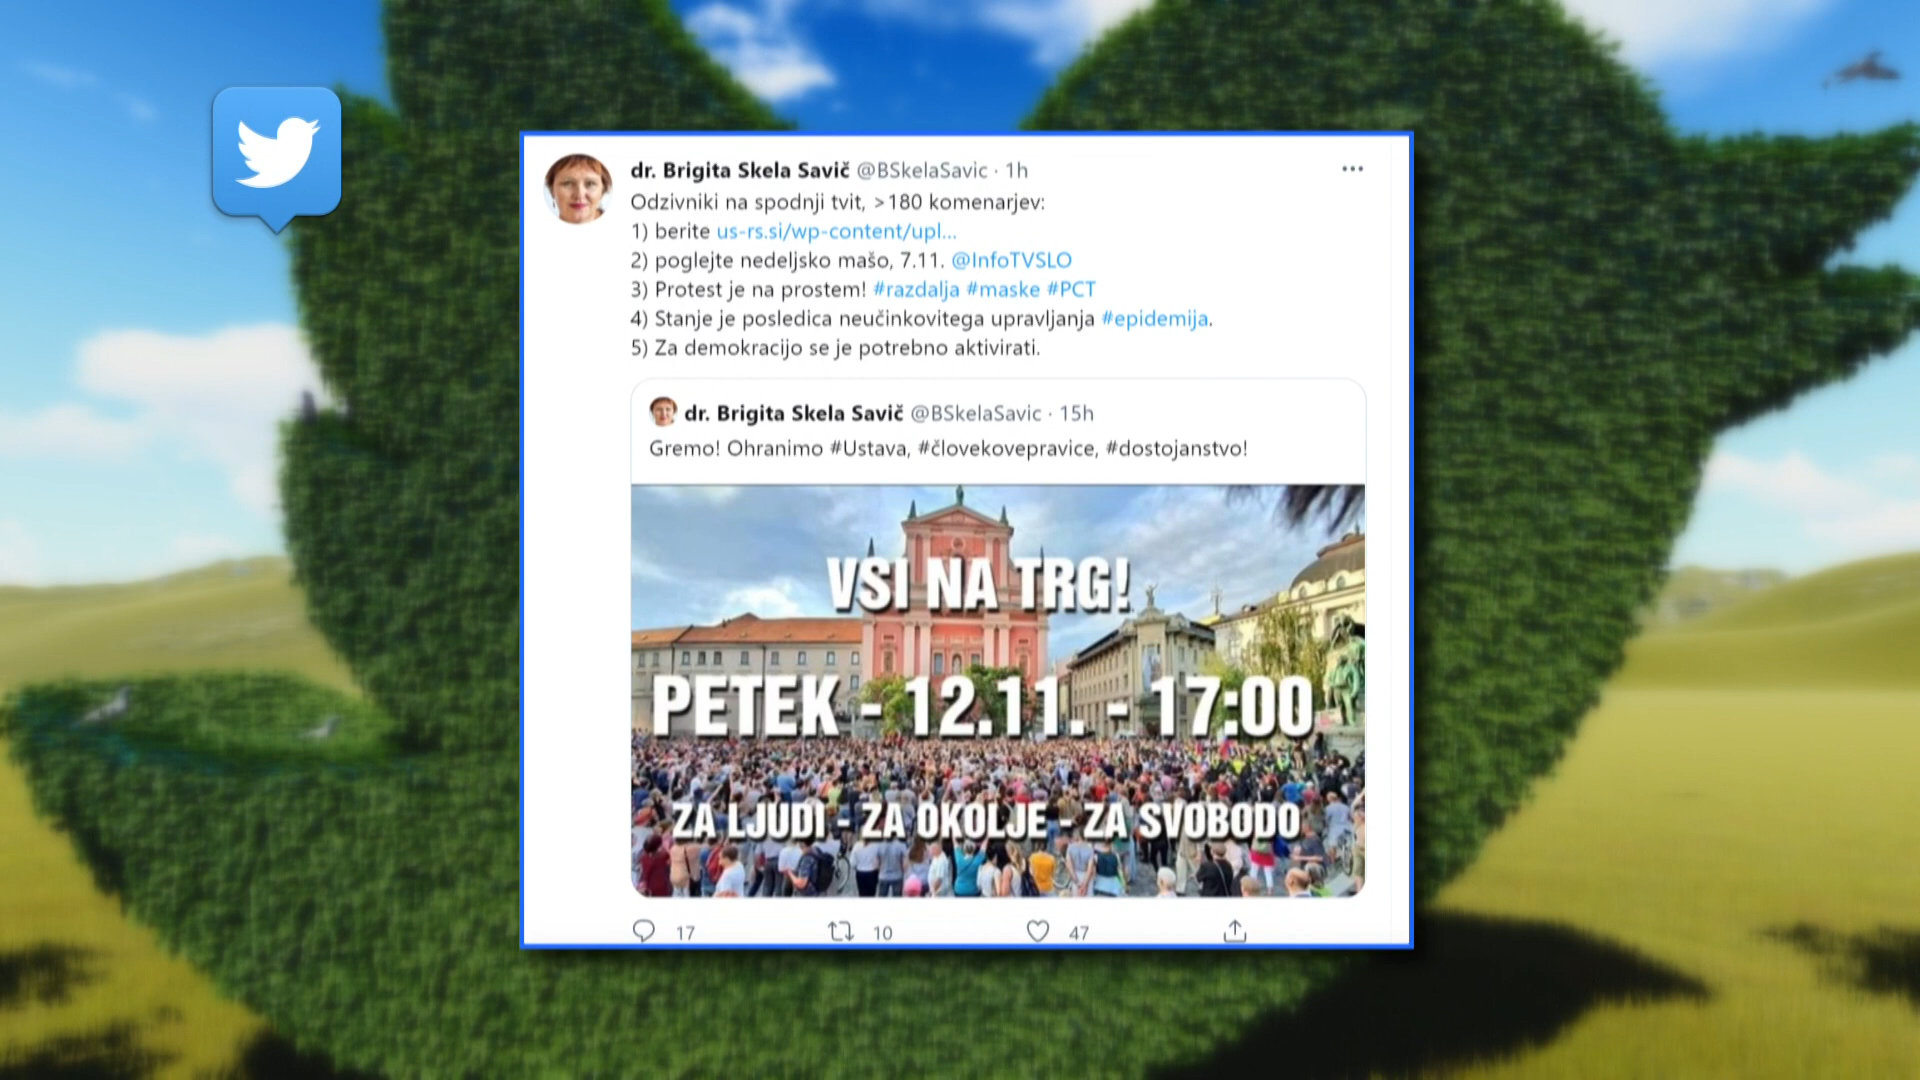 dr. Brigita Skela Savič @BSkelaSavic · 1h
Odzivniki na spodnji tvit, >180 komenarjev:
1) berite us-rs.si/wp-content/upl...
2) poglejte nedeljsko mašo, 7.11. @InfoTVSLO
3) Protest je na prostem! #razdalja #maske #PCT
4) Stanje je posledica neučinkovitega upravljanja #epidemija.
5) Za demokracijo se je potrebno aktivirati.
dr. Brigita Skela Savič @BSkelaSavic · 15h
Gremo! Ohranimo #Ustava, #človekovepravice, #dostojanstvo!
VSI NA TRG!
PETEK - 12.11. - 17:00
ZA LJUDI - ZA OKOLJE - ZA SVOBODO
17 10 47